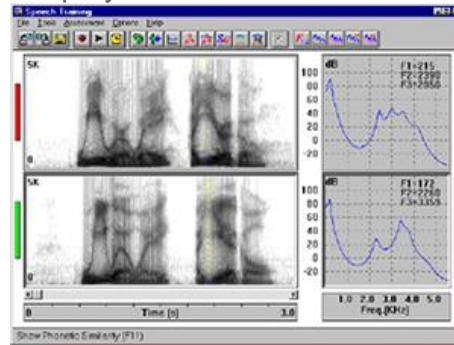 Speech Training
File Tools Assessment Options Help
5K
0
dB
100
80
60
40
20
0
-20
F1=215
F2=2390
F3=2850
5K
0
dB
100
80
60
40
20
0
-20
F1=172
F2=2260
F3=3359
0 Time [s] 3.0
1.0 2.0 3.0 4.0 5.0
Freq.[KHz]
Show Phonetic Similarity (F11)